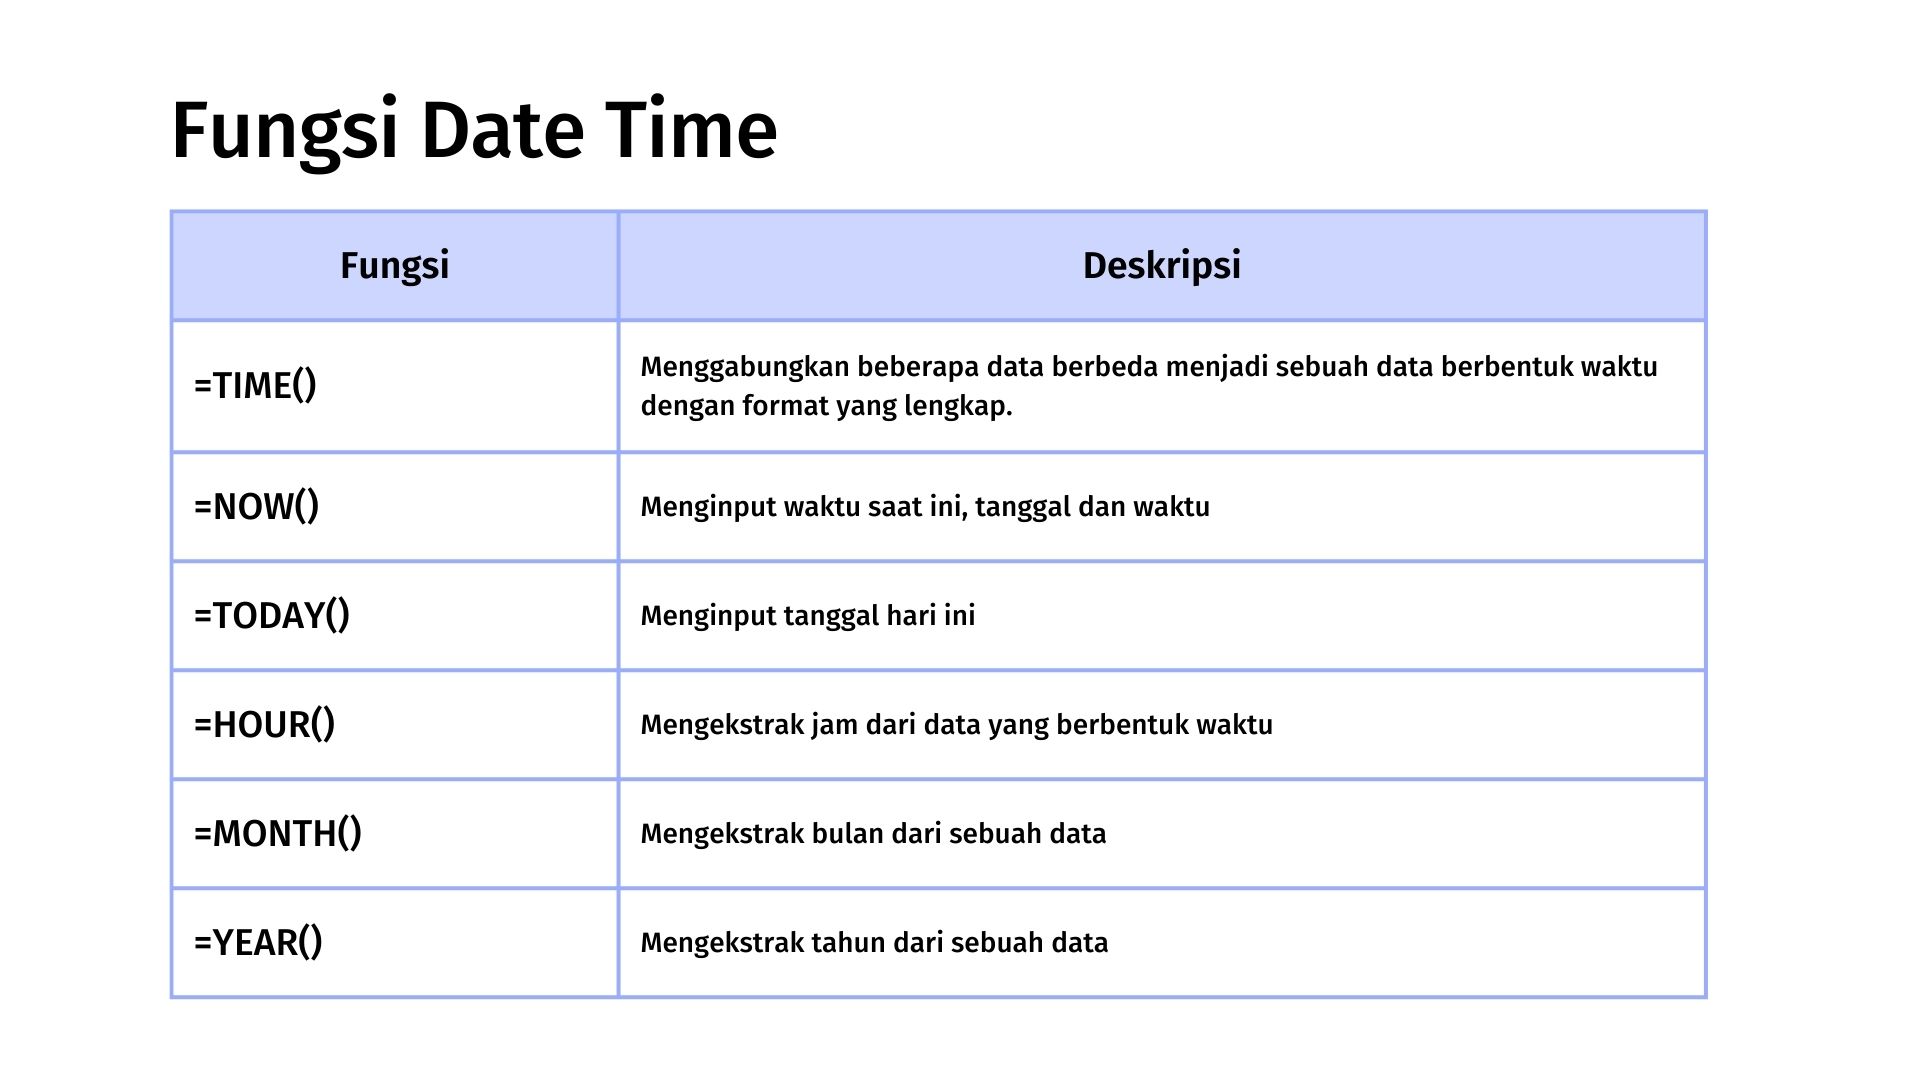 Fungsi Date Time
Fungsi
Deskripsi
=TIME()
Menggabungkan beberapa data berbeda menjadi sebuah data berbentuk waktu
dengan format yang lengkap.
=NOW()
Menginput waktu saat ini, tanggal dan waktu
=TODAY()
Menginput tanggal hari ini
=HOUR()
Mengekstrak jam dari data yang berbentuk waktu
=MONTH()
Mengekstrak bulan dari sebuah data
=YEAR()
Mengekstrak tahun dari sebuah data